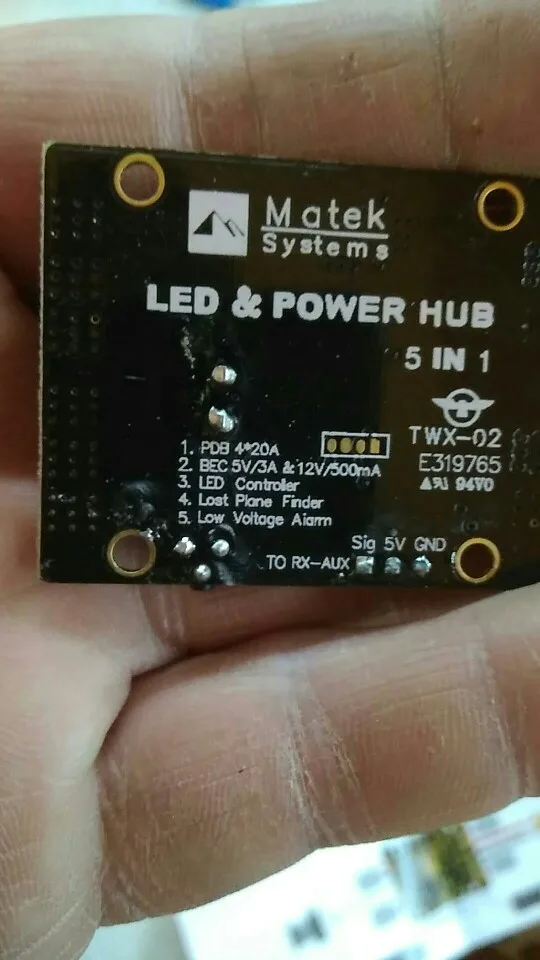 Matek
Systems
LED & POWER HUB
5 IN 1
TWX-02
E319765
94V0
1. PDB 4*20A
2. BEC 5V/3A & 12V/500mA
3. LED Controller
4. Lost Plane Finder
5. Low Voltage Alarm
Sig 5V GND
TO RX-AUX